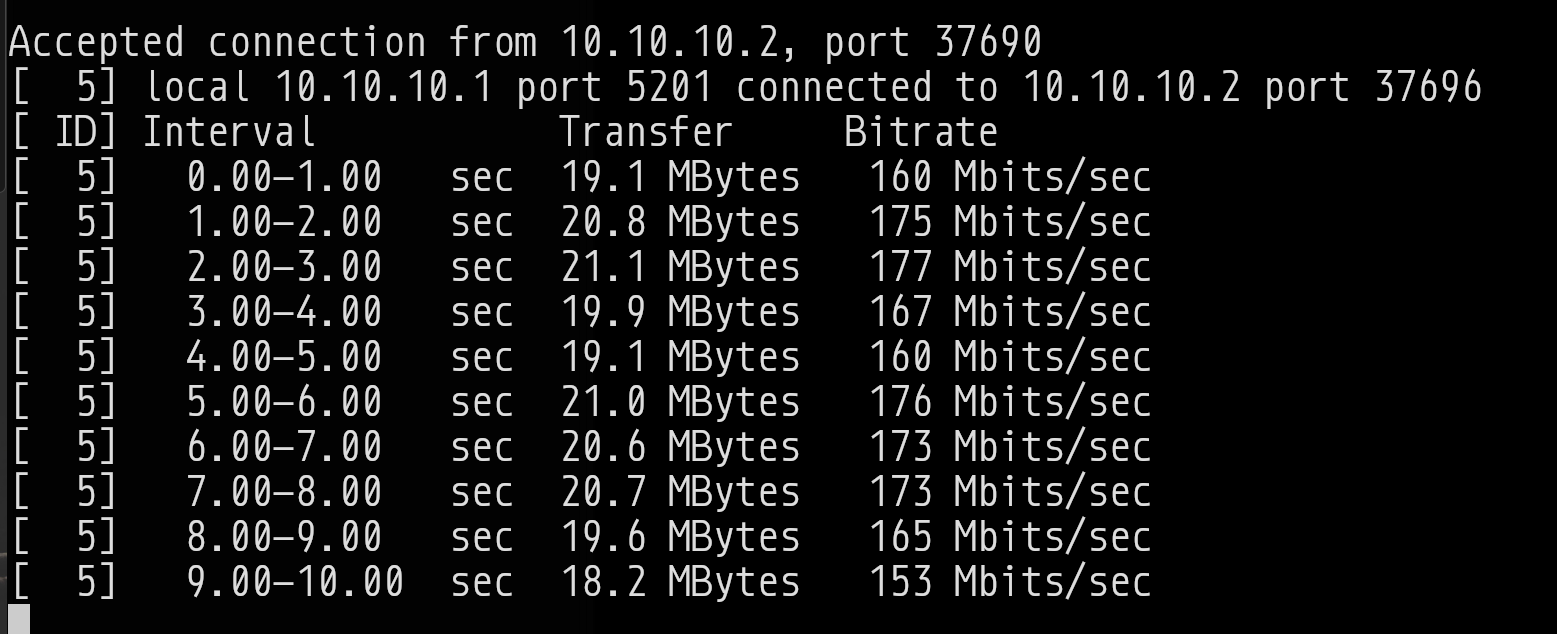 Accepted connection from 10.10.10.2, port 37690
[  5] local 10.10.10.1 port 5201 connected to 10.10.10.2 port 37696
[ ID] Interval           Transfer     Bitrate
[  5]   0.00-1.00   sec  19.1 MBytes   160 Mbits/sec
[  5]   1.00-2.00   sec  20.8 MBytes   175 Mbits/sec
[  5]   2.00-3.00   sec  21.1 MBytes   177 Mbits/sec
[  5]   3.00-4.00   sec  19.9 MBytes   167 Mbits/sec
[  5]   4.00-5.00   sec  19.1 MBytes   160 Mbits/sec
[  5]   5.00-6.00   sec  21.0 MBytes   176 Mbits/sec
[  5]   6.00-7.00   sec  20.6 MBytes   173 Mbits/sec
[  5]   7.00-8.00   sec  20.7 MBytes   173 Mbits/sec
[  5]   8.00-9.00   sec  19.6 MBytes   165 Mbits/sec
[  5]   9.00-10.00  sec  18.2 MBytes   153 Mbits/sec